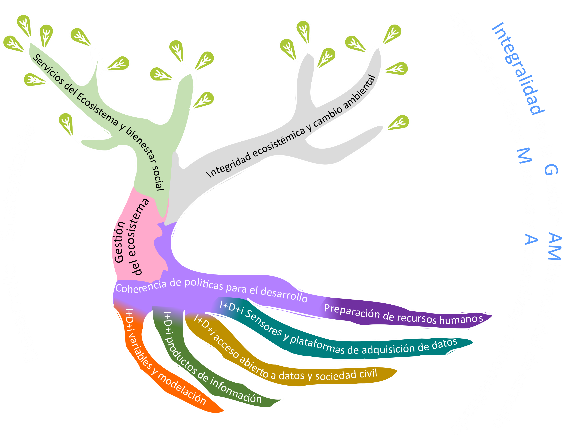 Servicios del Ecosistema y bienestar social
Integridad ecosistémica y cambio ambiental
Integralidad
M
G
A
AM
Gestión
del ecosistema
Coherencia de políticas para el desarrollo
Preparación de recursos humanos
I+D+i Sensores y plataformas de adquisición de datos
I+D+i acceso abierto a datos y sociedad civil
I+D+i productos de información
I+D+i variables y modelación